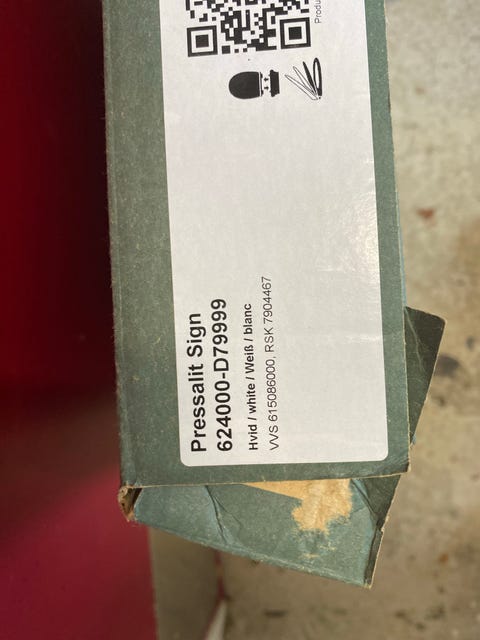 Pressalit Sign
624000-D79999
Hvid / white / Weiß / blanc
VVS 615086000, RSK 7904467